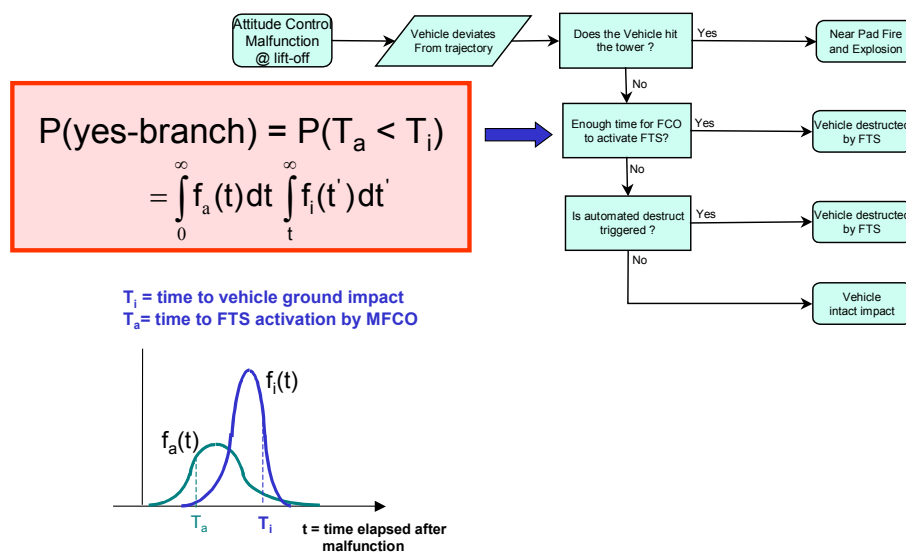 Attitude Control
Malfunction
@ lift-off
Vehicle deviates
From trajectory
Does the Vehicle hit
the tower ?
Yes
Near Pad Fire
and Explosion
No
P(yes-branch) = P(Tₐ < Tᵢ)
= ∫₀^∞ fₐ(t)dt ∫ₜ^∞ fᵢ(t')dt'
Enough time for FCO
to activate FTS?
Yes
Vehicle destructed
by FTS
No
Is automated destruct
triggered ?
Yes
Vehicle destructed
by FTS
No
Vehicle
intact impact
Tᵢ = time to vehicle ground impact
Tₐ= time to FTS activation by MFCO
fᵢ(t)
fₐ(t)
Tₐ
Tᵢ
t = time elapsed after
malfunction